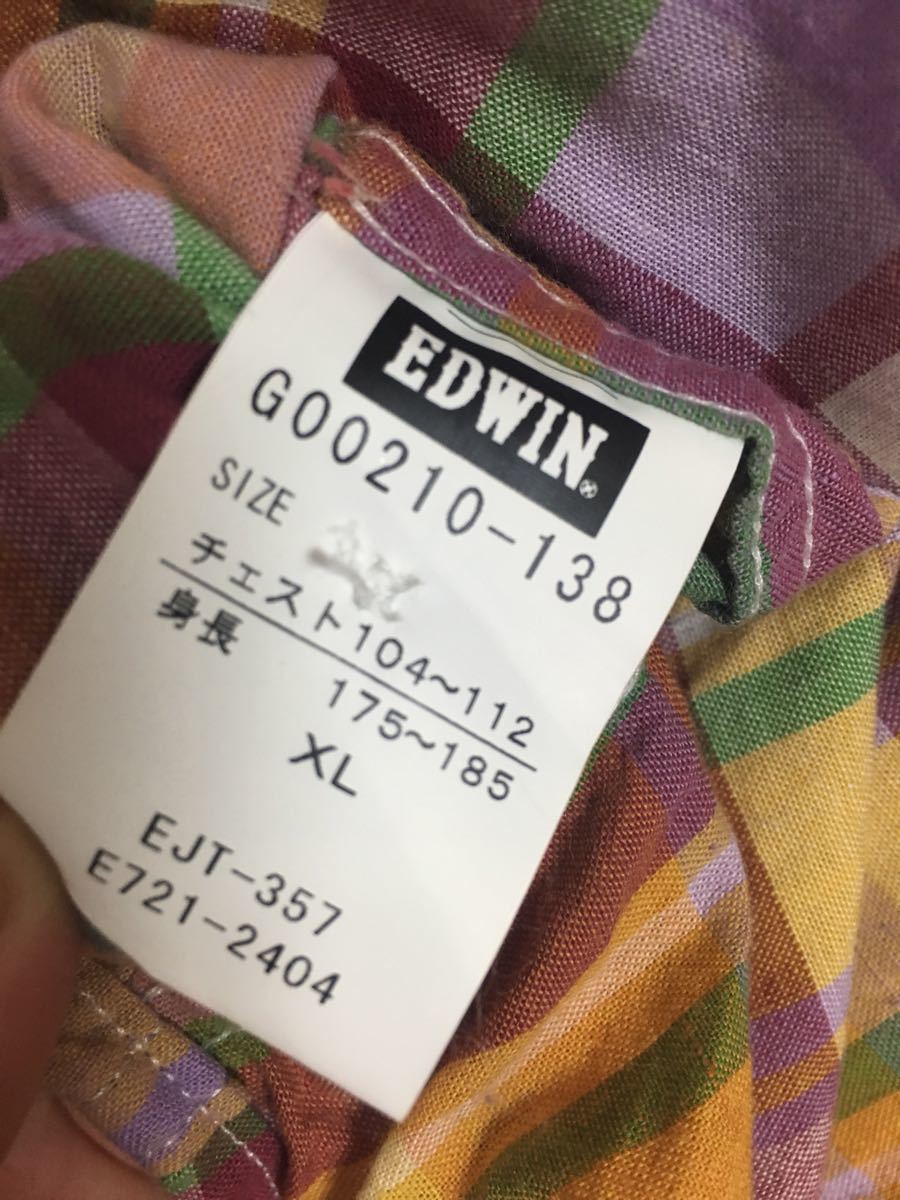 EDWIN®
G00210-138
SIZE
チェスト104~112
身長 175~185
XL
EJT-357
E721-2404